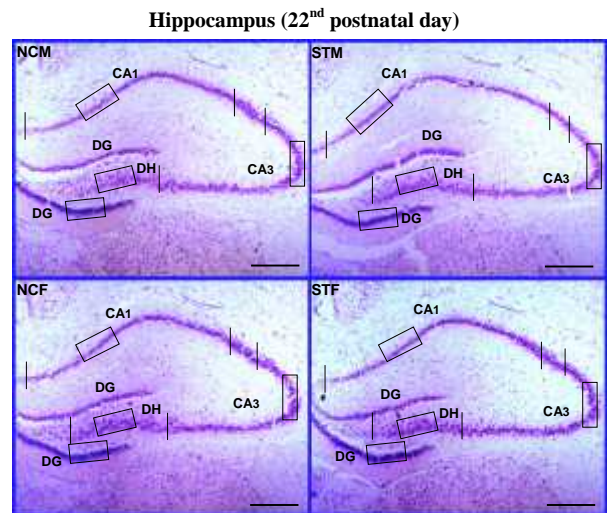 Hippocampus (22nd postnatal day)
NCM
CA1
DG
DH
CA3
DG
STM
CA1
DG
DH
CA3
DG
NCF
CA1
DG
DH
CA3
DG
STF
CA1
DG
DH
CA3
DG